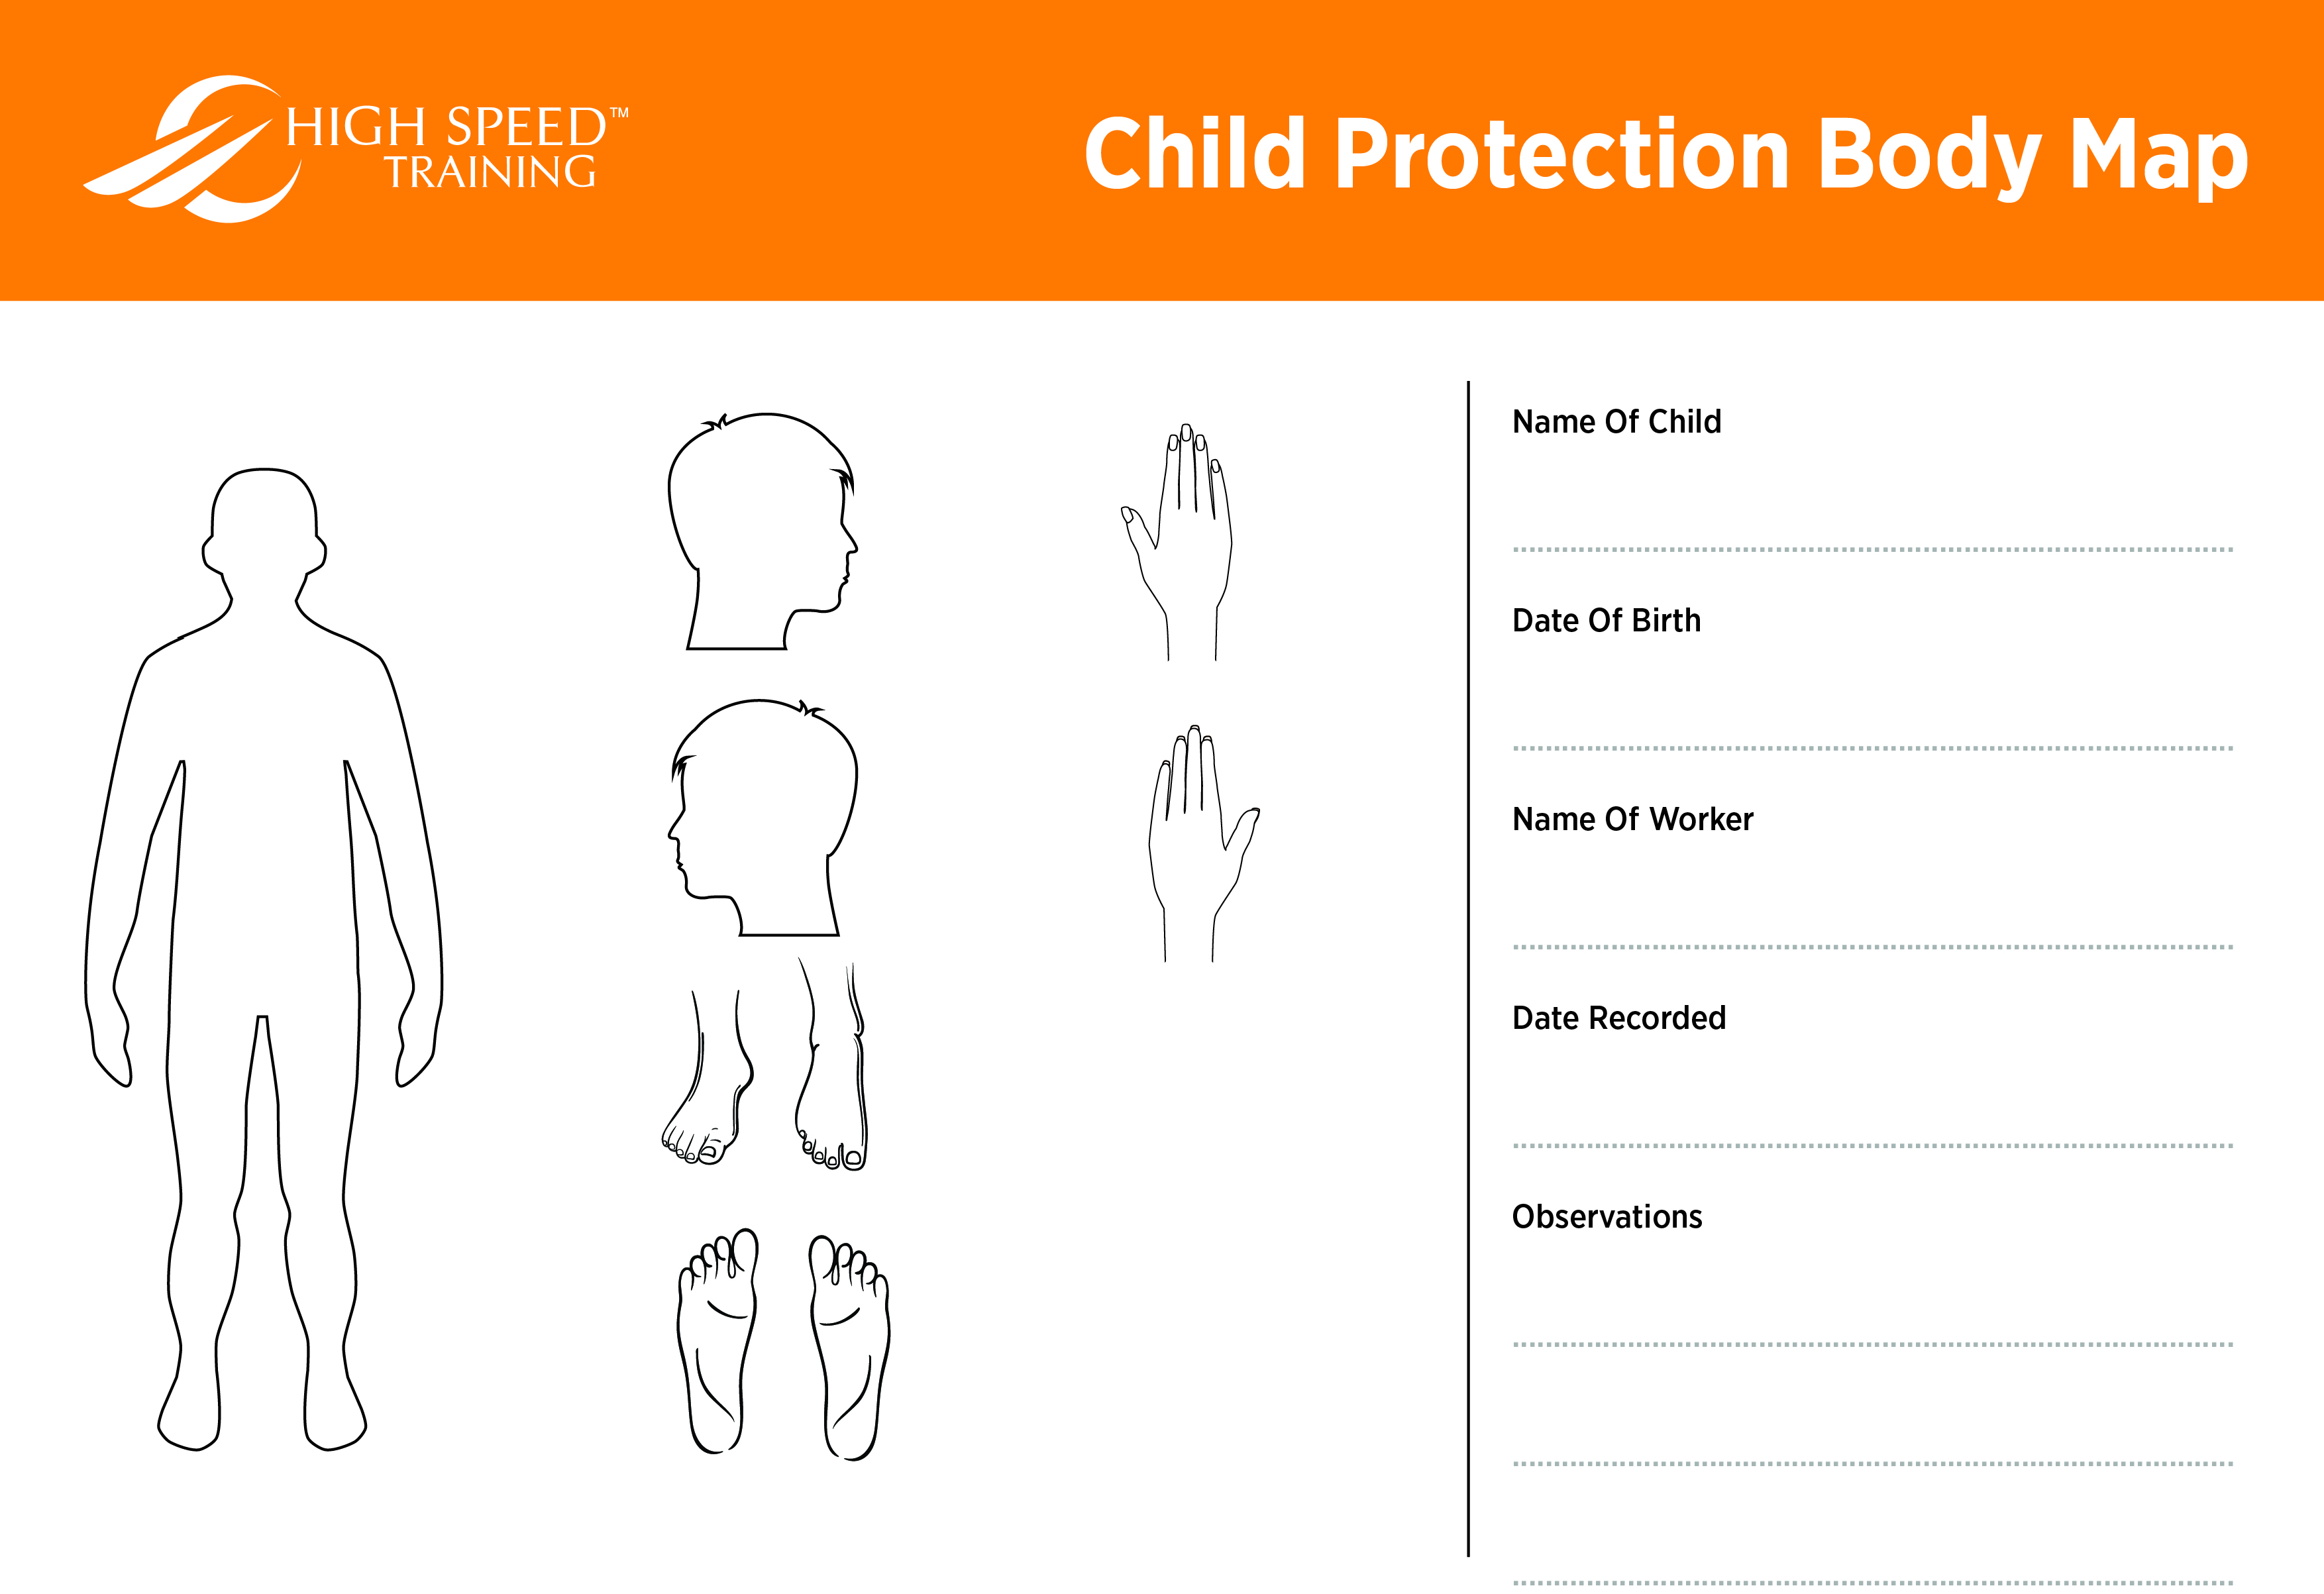 HIGH SPEED™
TRAINING
Child Protection Body Map
Name Of Child
Date Of Birth
Name Of Worker
Date Recorded
Observations